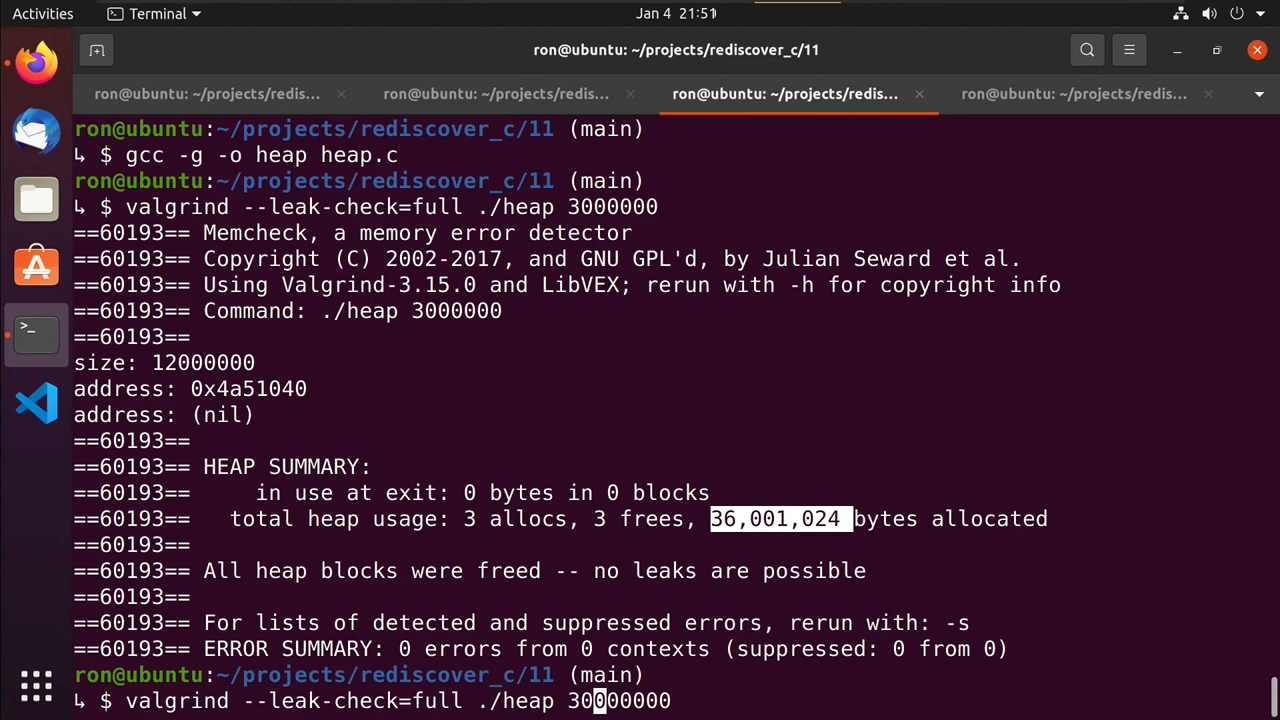 Activities
Terminal
Jan 4 21:51
ron@ubuntu: ~/projects/rediscover_c/11
ron@ubuntu: ~/projects/redis...
ron@ubuntu: ~/projects/redis...
ron@ubuntu: ~/projects/redis...
ron@ubuntu: ~/projects/redis...
ron@ubuntu:~/projects/rediscover_c/11 (main)
↳ $ gcc -g -o heap heap.c
ron@ubuntu:~/projects/rediscover_c/11 (main)
↳ $ valgrind --leak-check=full ./heap 3000000
==60193== Memcheck, a memory error detector
==60193== Copyright (C) 2002-2017, and GNU GPL'd, by Julian Seward et al.
==60193== Using Valgrind-3.15.0 and LibVEX; rerun with -h for copyright info
==60193== Command: ./heap 3000000
==60193==
size: 12000000
address: 0x4a51040
address: (nil)
==60193==
==60193== HEAP SUMMARY:
==60193==     in use at exit: 0 bytes in 0 blocks
==60193==   total heap usage: 3 allocs, 3 frees, 36,001,024 bytes allocated
==60193==
==60193== All heap blocks were freed -- no leaks are possible
==60193==
==60193== For lists of detected and suppressed errors, rerun with: -s
==60193== ERROR SUMMARY: 0 errors from 0 contexts (suppressed: 0 from 0)
ron@ubuntu:~/projects/rediscover_c/11 (main)
↳ $ valgrind --leak-check=full ./heap 30000000